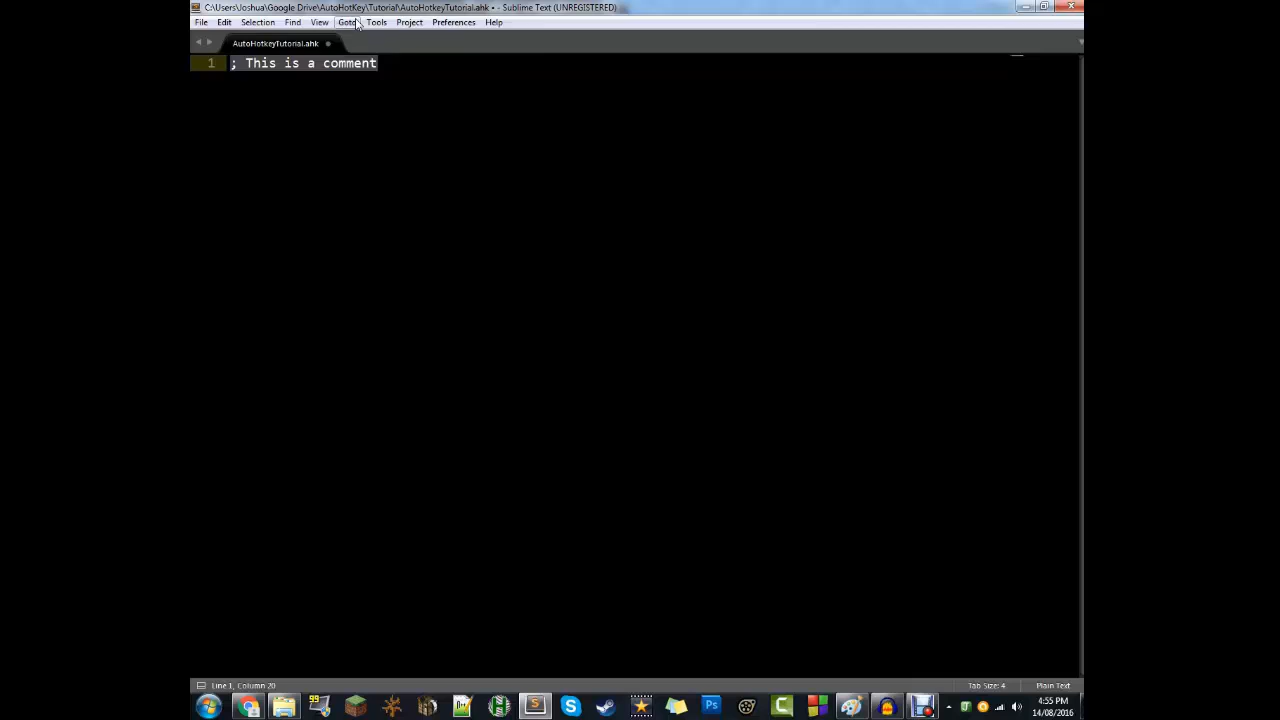 C:\Users\Joshua\Google Drive\AutoHotKey\Tutorial\AutoHotkeyTutorial.ahk • - Sublime Text (UNREGISTERED)
File Edit Selection Find View Goto Tools Project Preferences Help
AutoHotkeyTutorial.ahk
1 ; This is a comment
Line 1, Column 20 Tab Size: 4 Plain Text
99
S
Ps
C
4:55 PM
14/08/2016